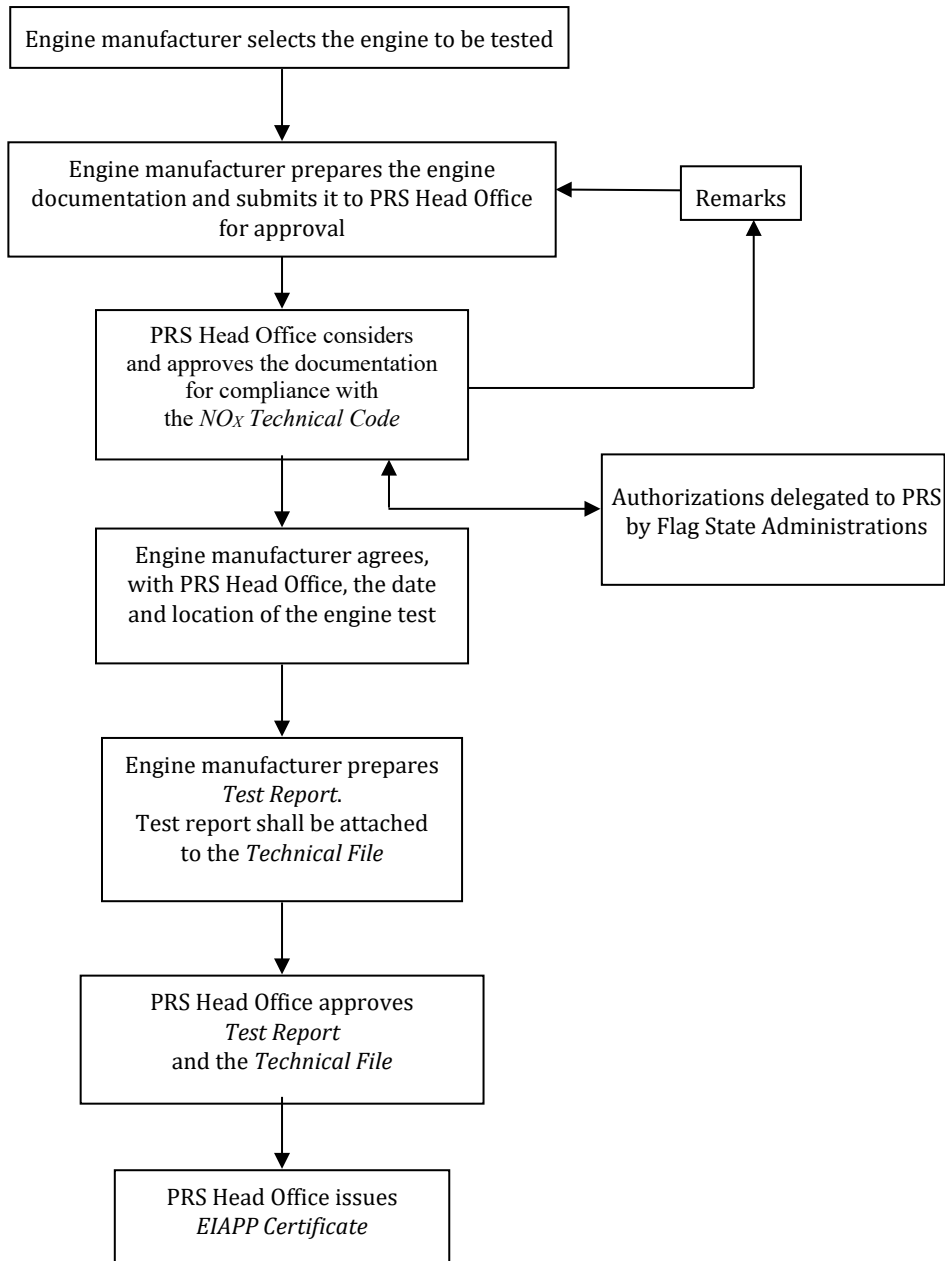 Engine manufacturer selects the engine to be tested
Engine manufacturer prepares the engine
documentation and submits it to PRS Head Office
for approval
Remarks
PRS Head Office considers
and approves the documentation
for compliance with
the NOX Technical Code
Authorizations delegated to PRS
by Flag State Administrations
Engine manufacturer agrees,
with PRS Head Office, the date
and location of the engine test
Engine manufacturer prepares
Test Report.
Test report shall be attached
to the Technical File
PRS Head Office approves
Test Report
and the Technical File
PRS Head Office issues
EIAPP Certificate